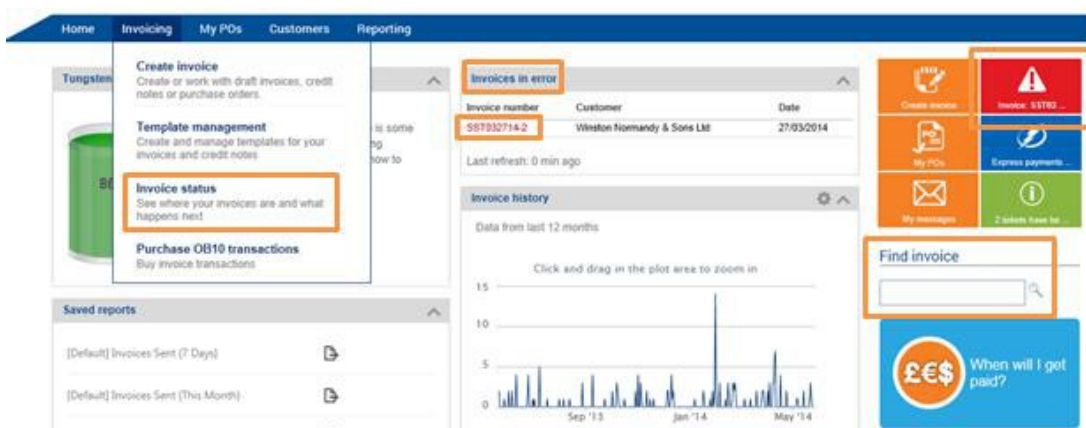 Home Invoicing My POs Customers Reporting
Create invoice
Create or work with draft invoices, credit
notes or purchase orders.
Template management
Create and manage templates for your
invoices and credit notes
Invoice status
See where your invoices are and what
happens next
Purchase OB10 transactions
Buy invoice transactions
Tungsten
is some
how to
Saved reports
[Default] Invoices Sent (7 Days)
[Default] Invoices Sent (This Month)
Invoices in error
Invoice number Customer Date
SST032714-2 Winston Normandy & Sons Ltd 27/03/2014
Last refresh: 0 min ago
Invoice history
Data from last 12 months
Click and drag in the plot area to zoom in
15
10
5
0
Sep '13 Jan '14 May '14
Create invoice
Invoice: SST03 ...
My POs
Express payments ...
My messages
2 tickets have be ...
Find invoice
£€$
When will I get
paid?